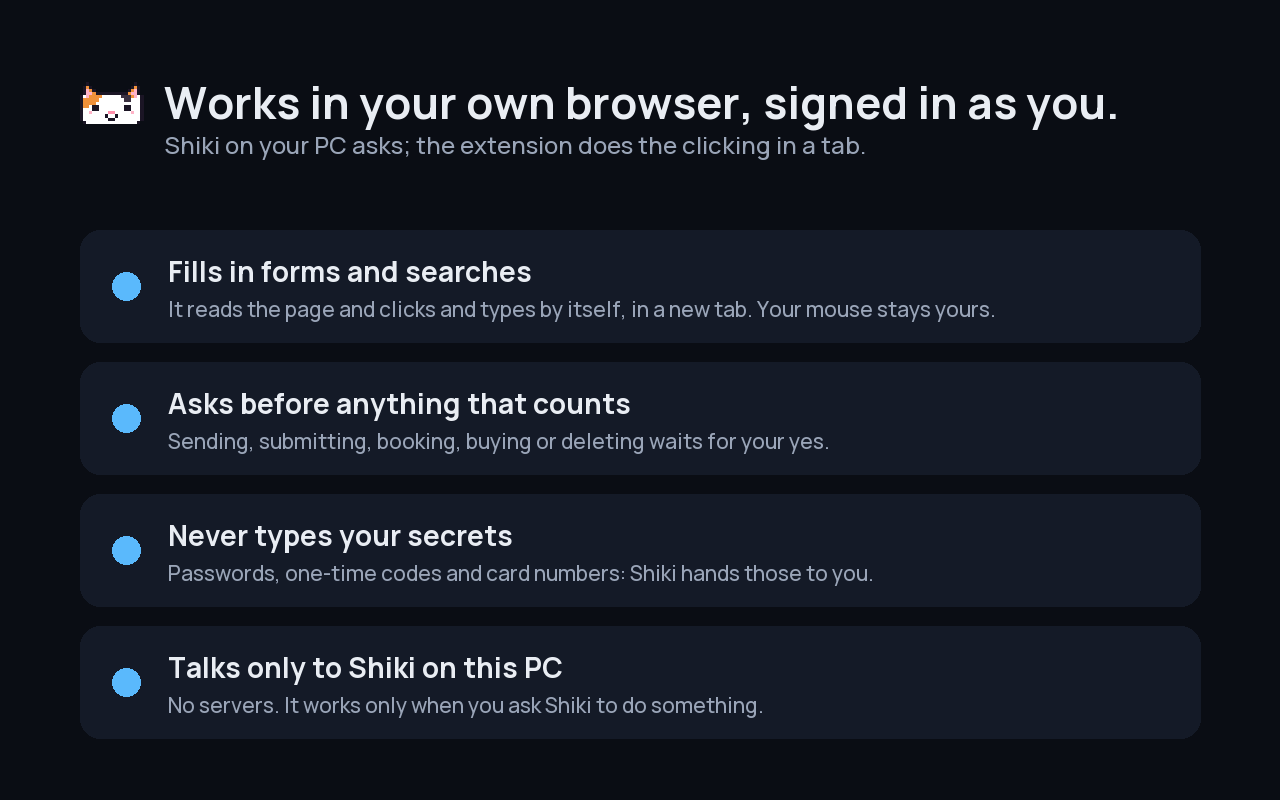 Works in your own browser, signed in as you.
Shiki on your PC asks; the extension does the clicking in a tab.
Fills in forms and searches
It reads the page and clicks and types by itself, in a new tab. Your mouse stays yours.
Asks before anything that counts
Sending, submitting, booking, buying or deleting waits for your yes.
Never types your secrets
Passwords, one-time codes and card numbers: Shiki hands those to you.
Talks only to Shiki on this PC
No servers. It works only when you ask Shiki to do something.